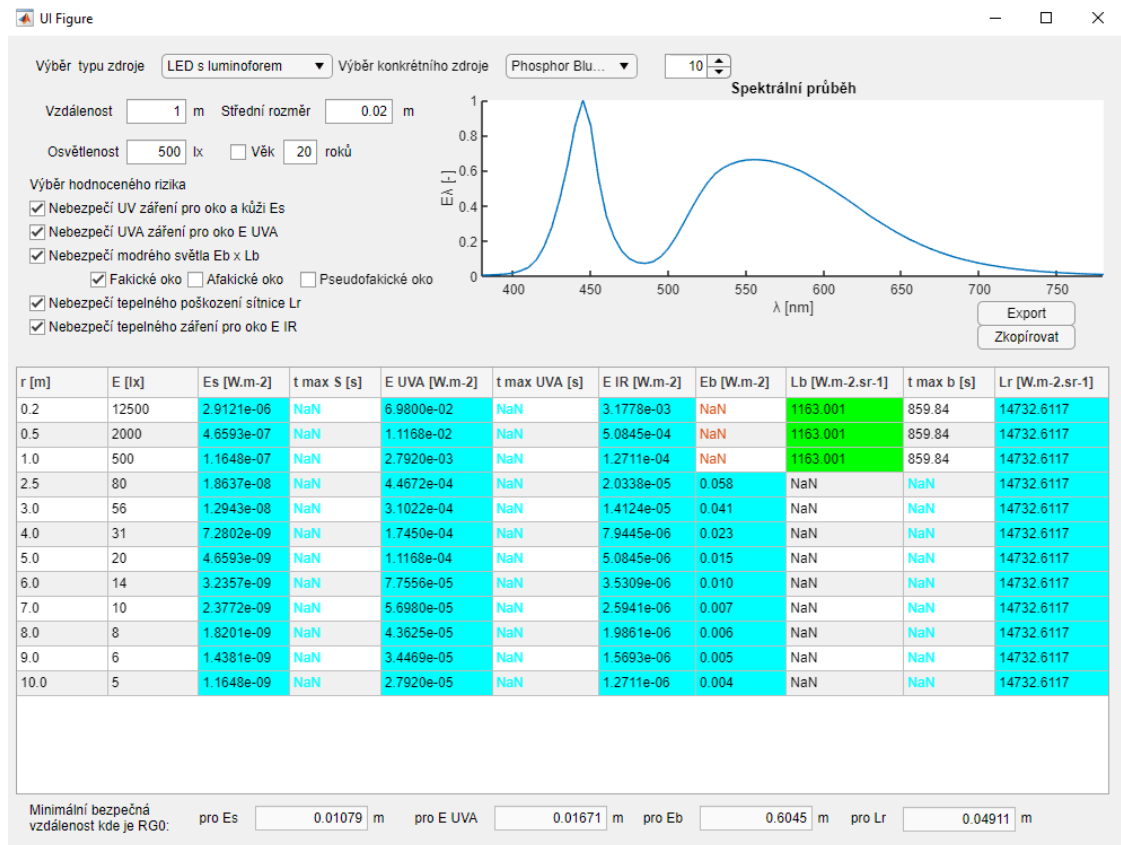 UI Figure
Výběr typu zdroje LED s luminoforem Výběr konkrétního zdroje Phosphor Blu... 10
Vzdálenost 1 m Střední rozměr 0.02 m
Osvětlenost 500 lx Věk 20 roků
Výběr hodnoceného rizika
Nebezpečí UV záření pro oko a kůži Es
Nebezpečí UVA záření pro oko E UVA
Nebezpečí modrého světla Eb x Lb
Fakické oko Afakické oko Pseudofakické oko
Nebezpečí tepelného poškození sítnice Lr
Nebezpečí tepelného záření pro oko E IR
Spektrální průběh
1
0.8
0.6
0.4
0.2
0
Eλ [-]
400 450 500 550 600 650 700 750
λ [nm]
Export
Zkopírovat
r [m] E [lx] Es [W.m-2] t max S [s] E UVA [W.m-2] t max UVA [s] E IR [W.m-2] Eb [W.m-2] Lb [W.m-2.sr-1] t max b [s] Lr [W.m-2.sr-1]
0.2 12500 2.9121e-06 NaN 6.9800e-02 NaN 3.1778e-03 NaN 1163.001 859.84 14732.6117
0.5 2000 4.6593e-07 NaN 1.1168e-02 NaN 5.0845e-04 NaN 1163.001 859.84 14732.6117
1.0 500 1.1648e-07 NaN 2.7920e-03 NaN 1.2711e-04 NaN 1163.001 859.84 14732.6117
2.5 80 1.8637e-08 NaN 4.4672e-04 NaN 2.0338e-05 0.058 NaN NaN 14732.6117
3.0 56 1.2943e-08 NaN 3.1022e-04 NaN 1.4124e-05 0.041 NaN NaN 14732.6117
4.0 31 7.2802e-09 NaN 1.7450e-04 NaN 7.9445e-06 0.023 NaN NaN 14732.6117
5.0 20 4.6593e-09 NaN 1.1168e-04 NaN 5.0845e-06 0.015 NaN NaN 14732.6117
6.0 14 3.2357e-09 NaN 7.7556e-05 NaN 3.5309e-06 0.010 NaN NaN 14732.6117
7.0 10 2.3772e-09 NaN 5.6980e-05 NaN 2.5941e-06 0.007 NaN NaN 14732.6117
8.0 8 1.8201e-09 NaN 4.3625e-05 NaN 1.9861e-06 0.006 NaN NaN 14732.6117
9.0 6 1.4381e-09 NaN 3.4469e-05 NaN 1.5693e-06 0.005 NaN NaN 14732.6117
10.0 5 1.1648e-09 NaN 2.7920e-05 NaN 1.2711e-06 0.004 NaN NaN 14732.6117
Minimální bezpečná
vzdálenost kde je RG0: pro Es 0.01079 m pro E UVA 0.01671 m pro Eb 0.6045 m pro Lr 0.04911 m